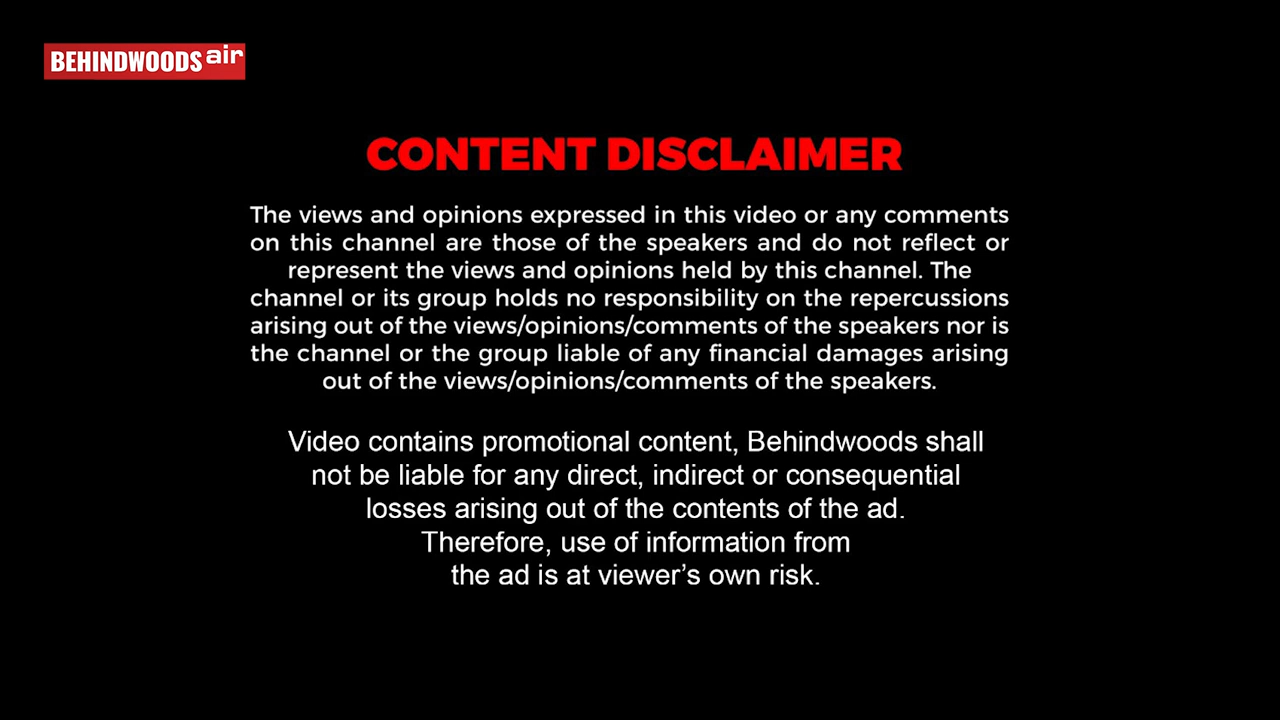 BEHINDWOODS air
CONTENT DISCLAIMER
The views and opinions expressed in this video or any comments
on this channel are those of the speakers and do not reflect or
represent the views and opinions held by this channel. The
channel or its group holds no responsibility on the repercussions
arising out of the views/opinions/comments of the speakers nor is
the channel or the group liable of any financial damages arising
out of the views/opinions/comments of the speakers.
Video contains promotional content, Behindwoods shall
not be liable for any direct, indirect or consequential
losses arising out of the contents of the ad.
Therefore, use of information from
the ad is at viewer’s own risk.